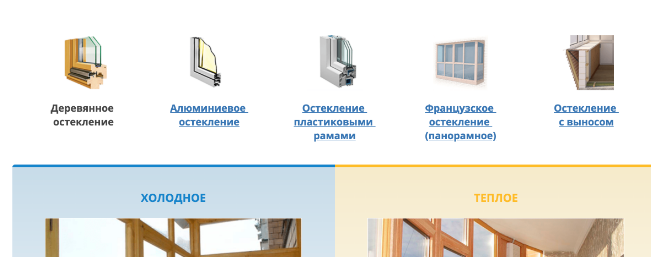 Деревянное
остекление
Алюминиевое
остекление
Остекление
пластиковыми
рамами
Французское
остекление
(панорамное)
Остекление
с выносом
ХОЛОДНОЕ
ТЕПЛОЕ